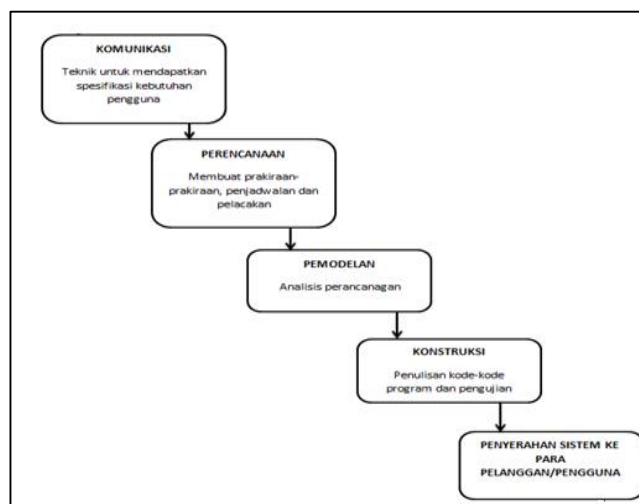 KOMUNIKASI
Teknik untuk mendapatkan
spesifikasi kebutuhan
pengguna
PERENCANAAN
Membuat prakiraan-
prakiraan, penjadwalan dan
pelacakan
PEMODELAN
Analisis perancanagan
KONSTRUKSI
Penulisan kode-kode
program dan pengujian
PENYERAHAN SISTEM KE
PARA
PELANGGAN/PENGGUNA